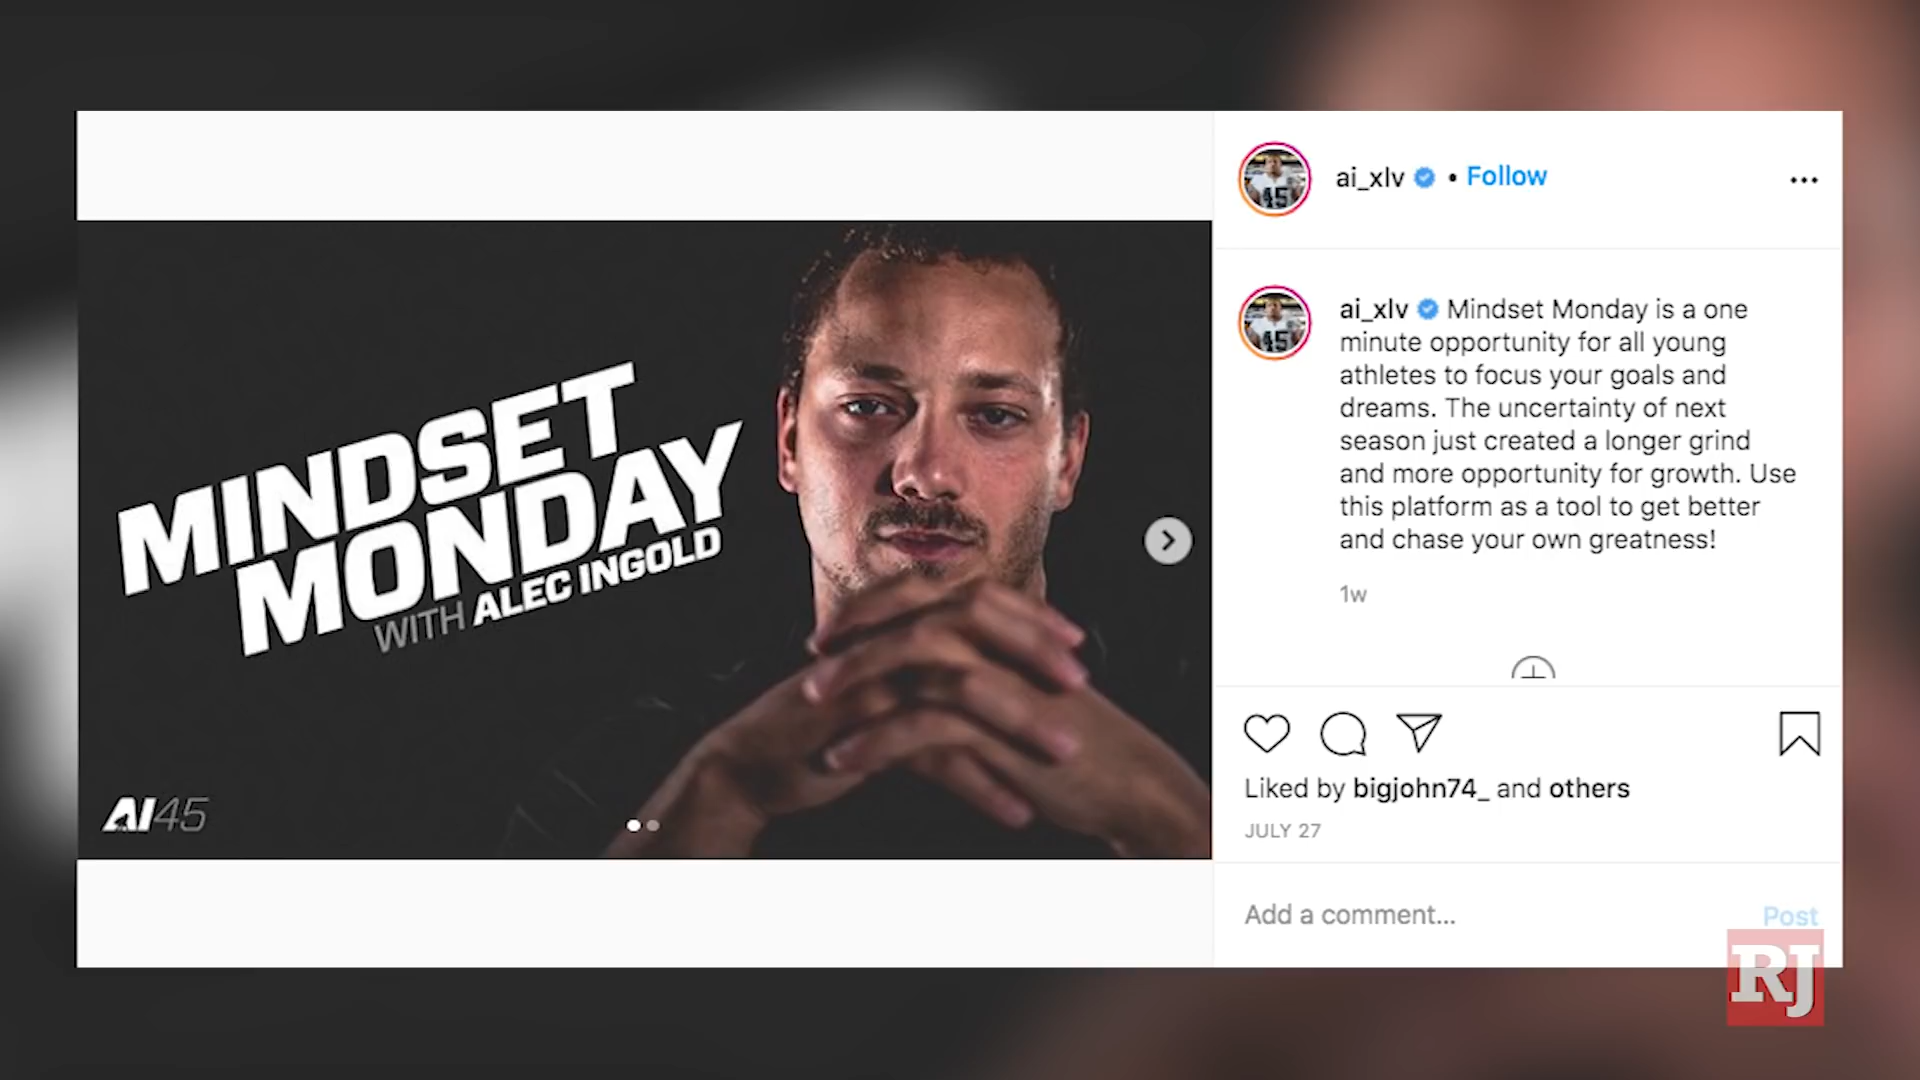 MINDSET
MONDAY
WITH ALEC INGOLD
AI45
ai_xlv • Follow
ai_xlv Mindset Monday is a one
minute opportunity for all young
athletes to focus your goals and
dreams. The uncertainty of next
season just created a longer grind
and more opportunity for growth. Use
this platform as a tool to get better
and chase your own greatness!
1w
Liked by bigjohn74_ and others
JULY 27
Add a comment...
Post
RJ
45
45